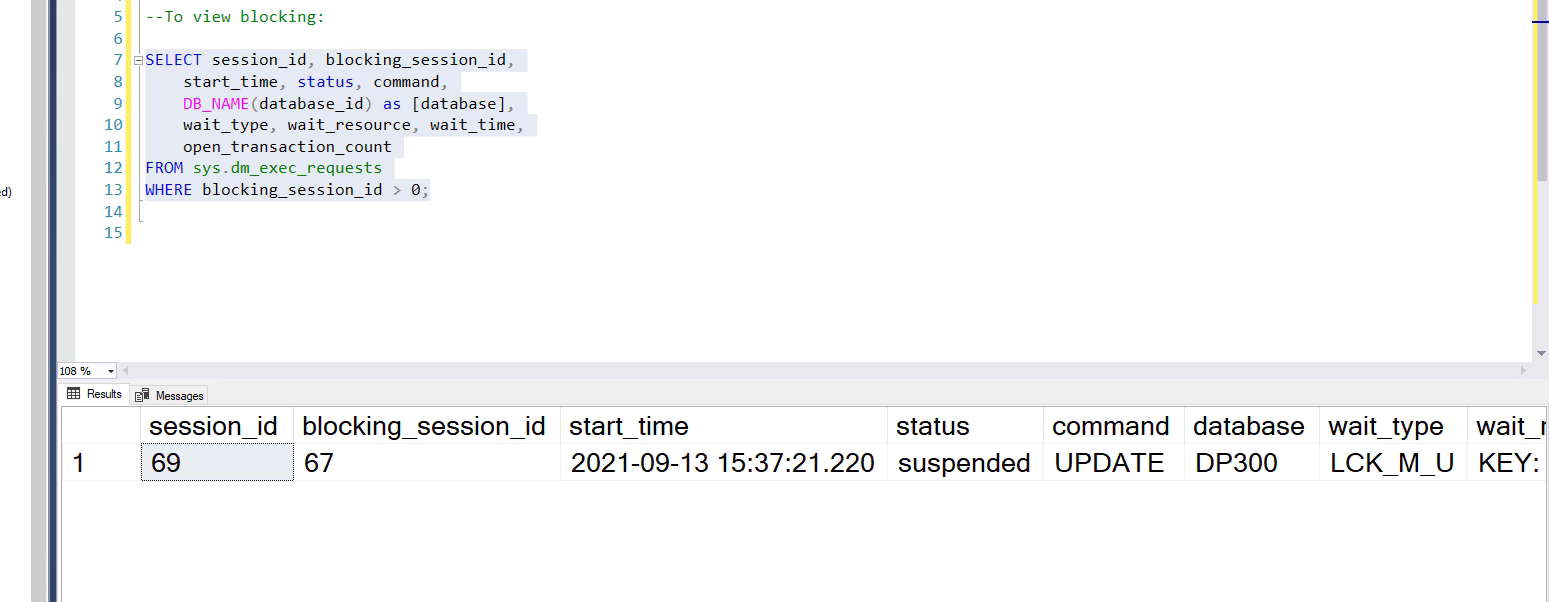 5 --To view blocking:
6
7 SELECT session_id, blocking_session_id,
8 start_time, status, command,
9 DB_NAME(database_id) as [database],
10 wait_type, wait_resource, wait_time,
11 open_transaction_count
12 FROM sys.dm_exec_requests
ed) 13 WHERE blocking_session_id > 0;
14
15
108 %
Results Messages
session_id blocking_session_id start_time status command database wait_type wait_r
1 69 67 2021-09-13 15:37:21.220 suspended UPDATE DP300 LCK_M_U KEY: